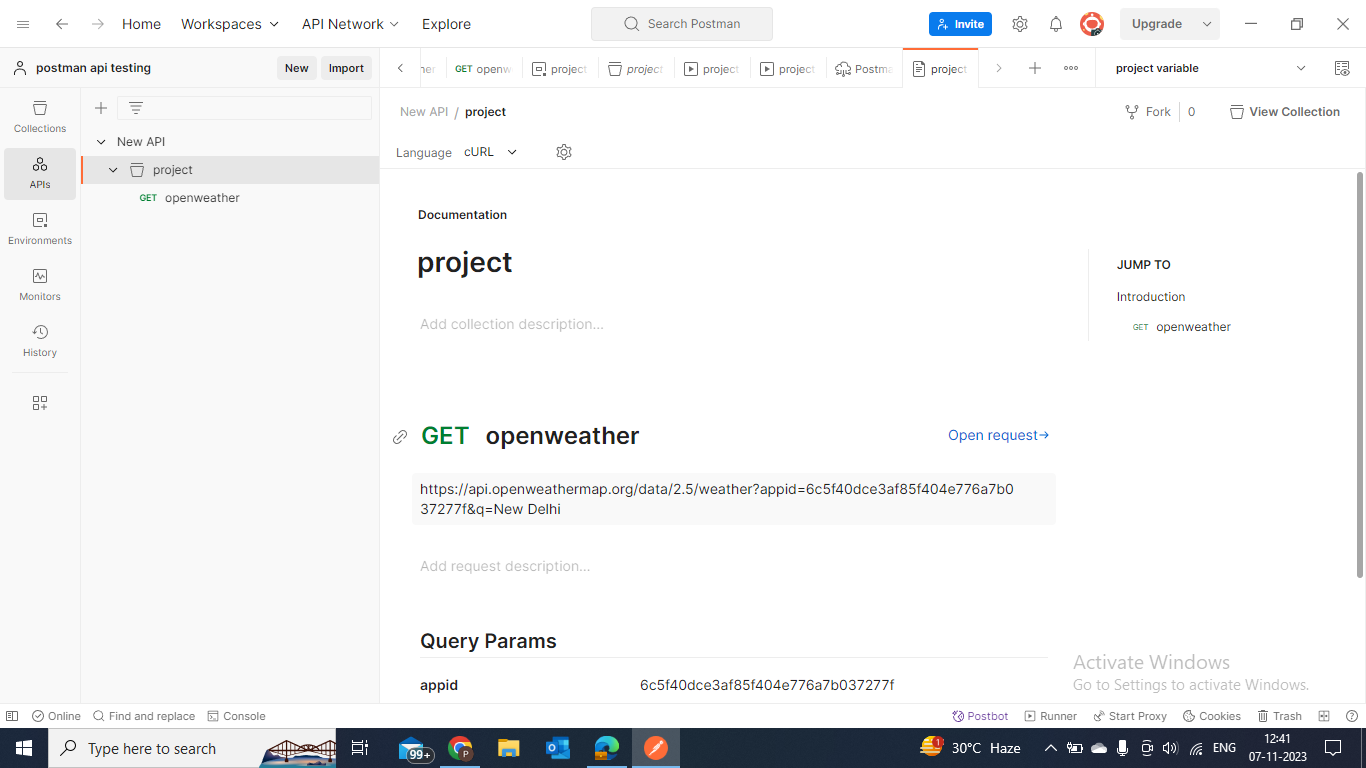 Home Workspaces API Network Explore Search Postman Invite Upgrade
postman api testing New Import GET openw project project project project Postma project project variable
Collections
New API / project Fork 0 View Collection
New API
Language cURL
project
APIs
GET openweather
Documentation
Environments
project
JUMP TO
Monitors
Introduction
Add collection description...
GET openweather
History
GET openweather Open request→
https://api.openweathermap.org/data/2.5/weather?appid=6c5f40dce3af85f404e776a7b0
37277f&q=New Delhi
Add request description...
Query Params
Activate Windows
Go to Settings to activate Windows.
appid 6c5f40dce3af85f404e776a7b037277f
Online Find and replace Console Postbot Runner Start Proxy Cookies Trash
Type here to search 99+ P 1 30°C Haze ENG 12:41
07-11-2023